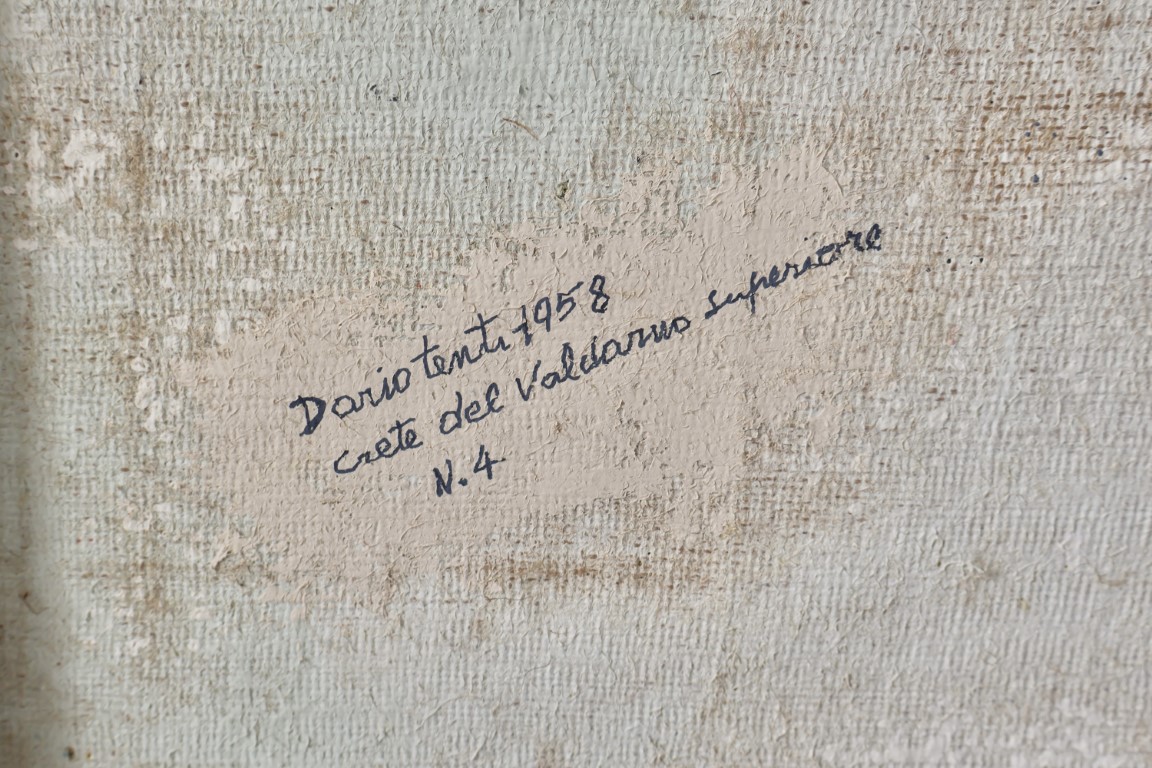 Dario tenti 1958
crete del Valdarno superiore
N. 4